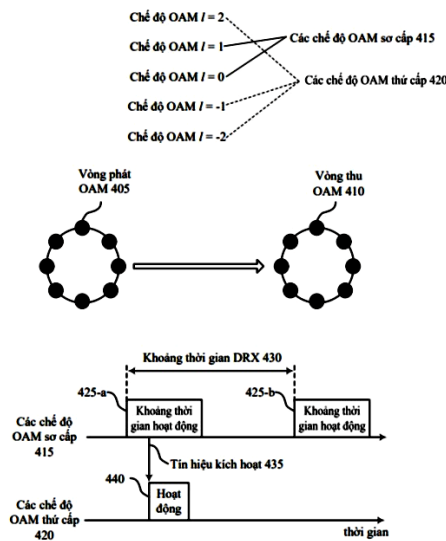 Chế độ OAM l = 2
Chế độ OAM l = 1
Các chế độ OAM sơ cấp 415
Chế độ OAM l = 0
Các chế độ OAM thứ cấp 420
Chế độ OAM l = -1
Chế độ OAM l = -2
Vòng phát
OAM 405
Vòng thu
OAM 410
Khoảng thời gian DRX 430
425-a
425-b
Khoảng thời
gian hoạt động
Khoảng thời
gian hoạt động
Các chế độ
OAM sơ cấp
415
Tín hiệu kích hoạt 435
440
Hoạt
động
Các chế độ
OAM thứ cấp
420
thời gian